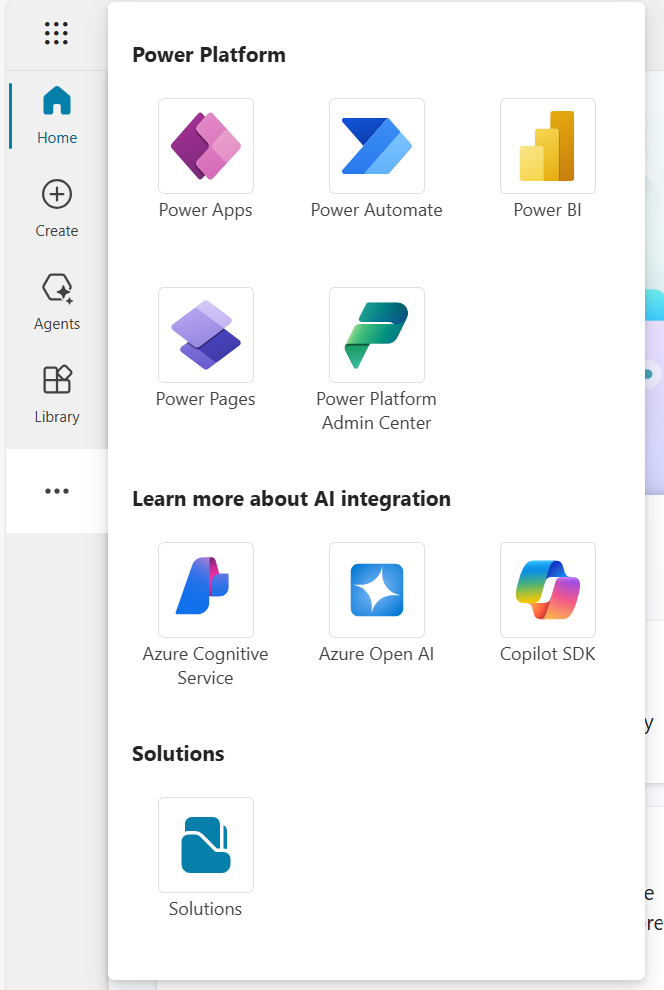 Home
Create
Agents
Library
Power Platform
Power Apps
Power Automate
Power BI
Power Pages
Power Platform
Admin Center
Learn more about AI integration
Azure Cognitive
Service
Azure Open AI
Copilot SDK
Solutions
Solutions